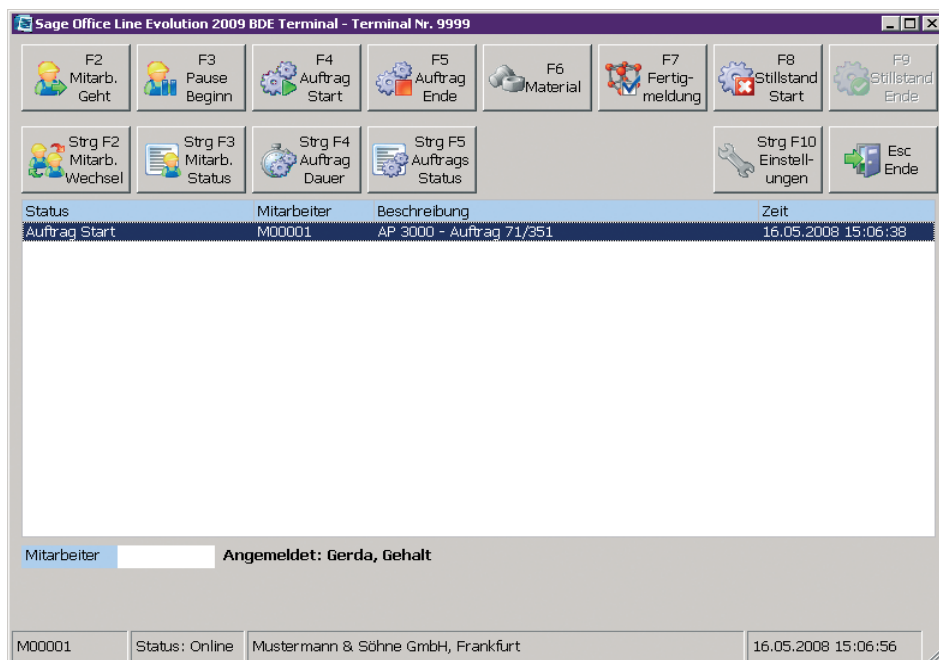 Sage Office Line Evolution 2009 BDE Terminal - Terminal Nr. 9999
F2
Mitarb.
Geht
F3
Pause
Beginn
F4
Auftrag
Start
F5
Auftrag
Ende
F6
Material
F7
Fertig-
meldung
F8
Stillstand
Start
F9
Stillstand
Ende
Strg F2
Mitarb.
Wechsel
Strg F3
Mitarb.
Status
Strg F4
Auftrag
Dauer
Strg F5
Auftrags
Status
Strg F10
Einstell-
ungen
Esc
Ende
Status Mitarbeiter Beschreibung Zeit
Auftrag Start M00001 AP 3000 - Auftrag 71/351 16.05.2008 15:06:38
Mitarbeiter Angemeldet: Gerda, Gehalt
M00001 Status: Online Mustermann & Söhne GmbH, Frankfurt 16.05.2008 15:06:56